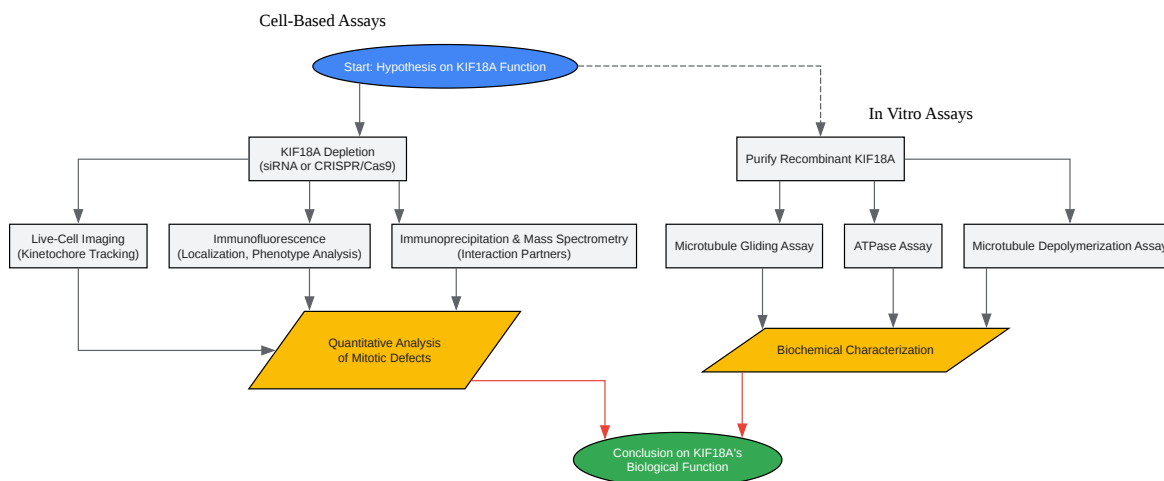 Cell-Based Assays
Start: Hypothesis on KIF18A Function
In Vitro Assays
KIF18A Depletion
(siRNA or CRISPR/Cas9)
Purify Recombinant KIF18A
Live-Cell Imaging
(Kinetochore Tracking)
Immunofluorescence
(Localization, Phenotype Analysis)
Immunoprecipitation & Mass Spectrometry
(Interaction Partners)
Microtubule Gliding Assay
ATPase Assay
Microtubule Depolymerization Assay
Quantitative Analysis
of Mitotic Defects
Biochemical Characterization
Conclusion on KIF18A's
Biological Function